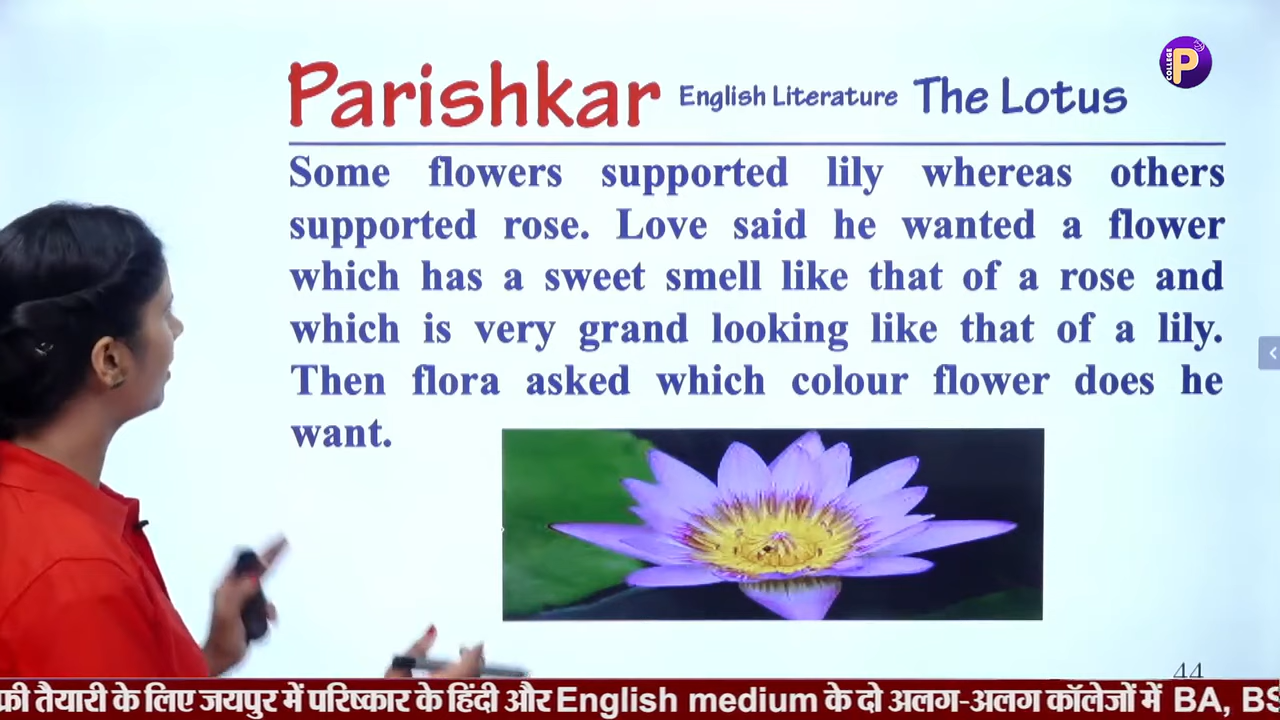 Parishkar English Literature The Lotus
COLLEGE P
Some flowers supported lily whereas others
supported rose. Love said he wanted a flower
which has a sweet smell like that of a rose and
which is very grand looking like that of a lily.
Then flora asked which colour flower does he
want.
44
फ्री तैयारी के लिए जयपुर में परिष्कार के हिंदी और English medium के दो अलग-अलग कॉलेजों में BA, BS